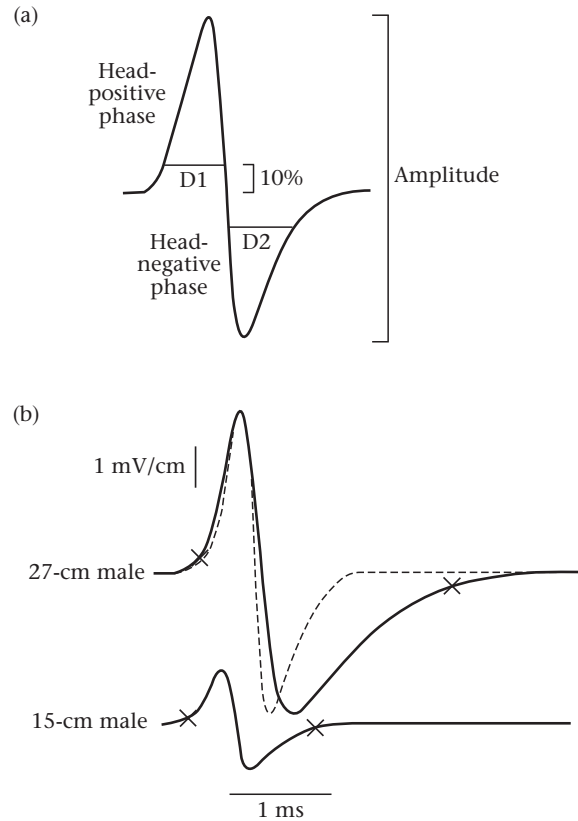 (a)
Head-
positive
phase
D1
10%
Amplitude
Head-
negative
phase
D2
(b)
1 mV/cm
27-cm male
15-cm male
1 ms